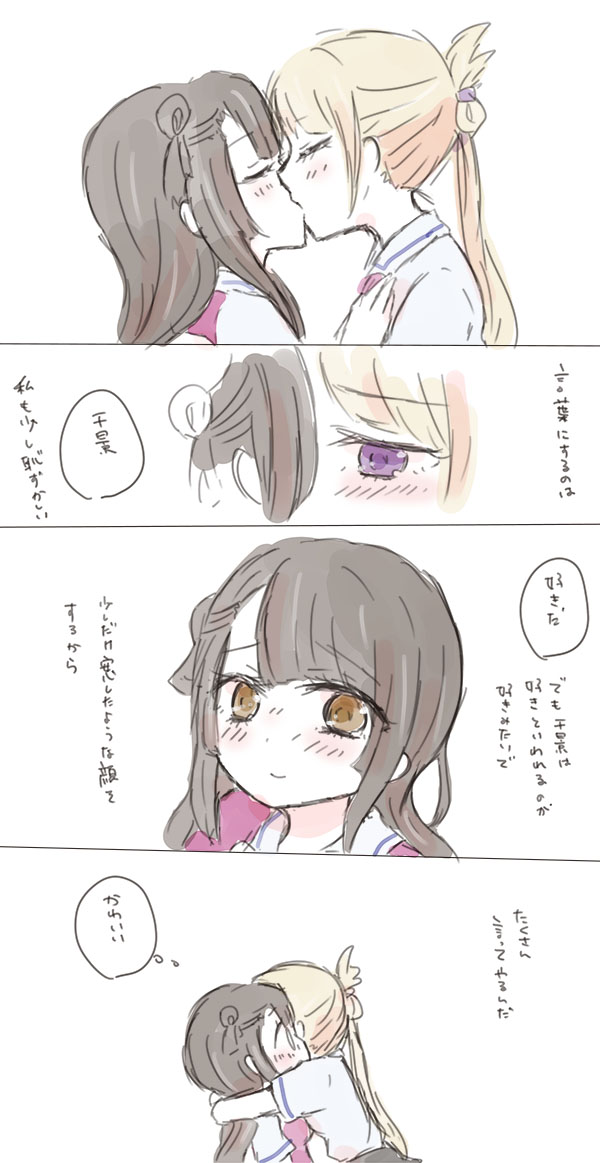 言葉にするのは
千景
私も少し恥ずかしい
好きだ
でも千景は
好きといわれるのが
好きみたいで
少しだけ恋したような顔を
するから
たくさん
言ってやるんだ
かわいい